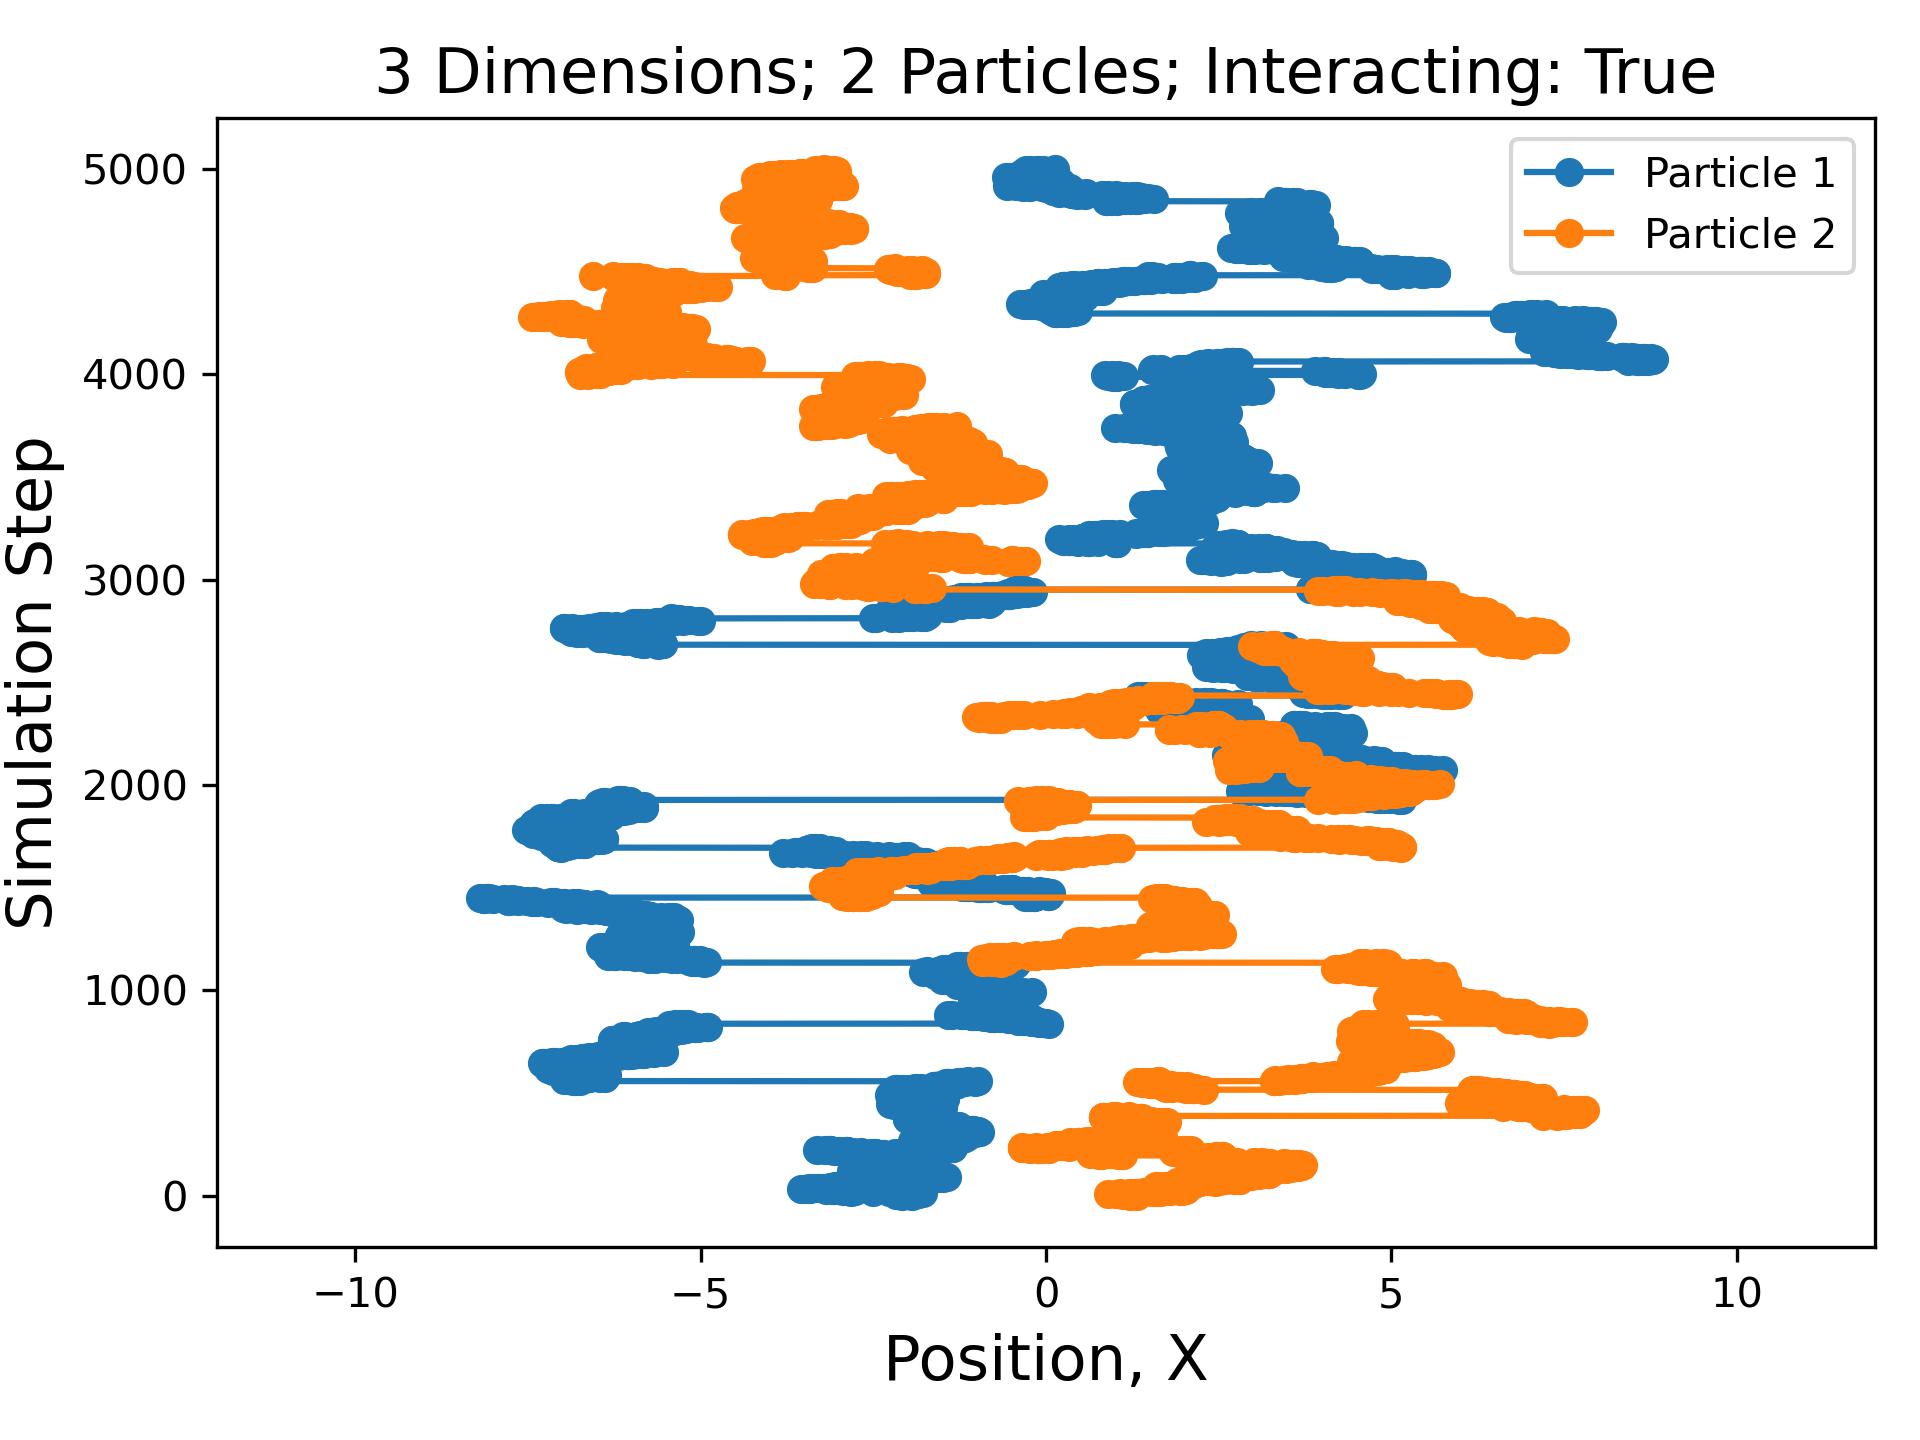 3 Dimensions; 2 Particles; Interacting: True
Particle 1
Particle 2
5000
4000
3000
2000
1000
0
Simulation Step
−10
−5
0
5
10
Position, X